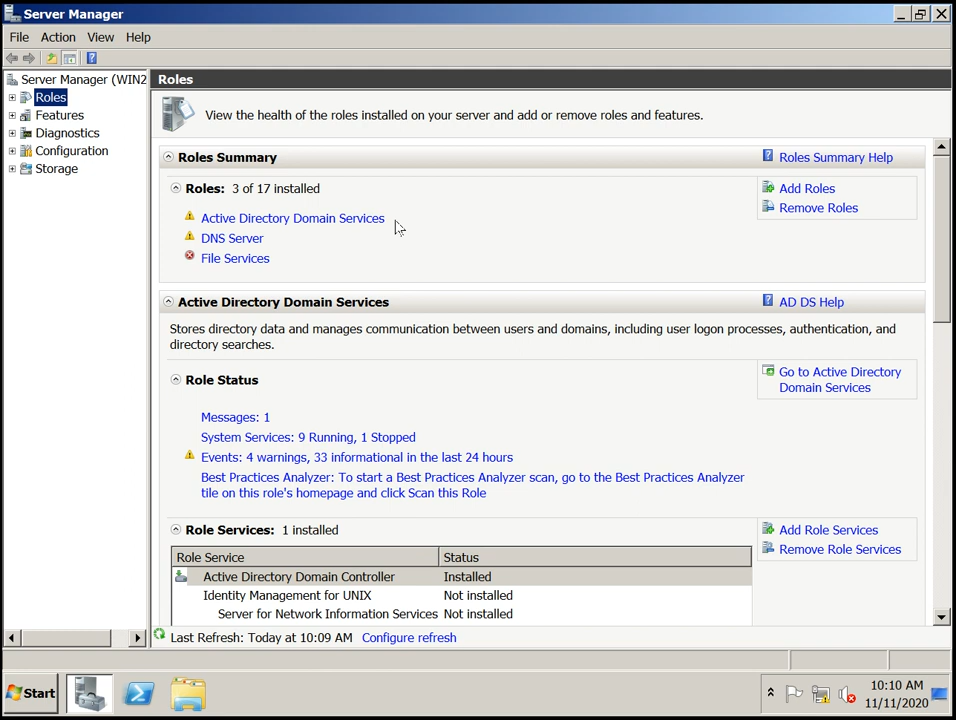 Server Manager
File Action View Help
Server Manager (WIN2
Roles
Features
Diagnostics
Configuration
Storage
Roles
View the health of the roles installed on your server and add or remove roles and features.
Roles Summary
Roles Summary Help
Roles: 3 of 17 installed
Add Roles
Remove Roles
Active Directory Domain Services
DNS Server
File Services
Active Directory Domain Services
AD DS Help
Stores directory data and manages communication between users and domains, including user logon processes, authentication, and
directory searches.
Role Status
Go to Active Directory
Domain Services
Messages: 1
System Services: 9 Running, 1 Stopped
Events: 4 warnings, 33 informational in the last 24 hours
Best Practices Analyzer: To start a Best Practices Analyzer scan, go to the Best Practices Analyzer
tile on this role's homepage and click Scan this Role
Role Services: 1 installed
Add Role Services
Remove Role Services
Role Service Status
Active Directory Domain Controller Installed
Identity Management for UNIX Not installed
Server for Network Information Services Not installed
Last Refresh: Today at 10:09 AM Configure refresh
Start
10:10 AM
11/11/2020